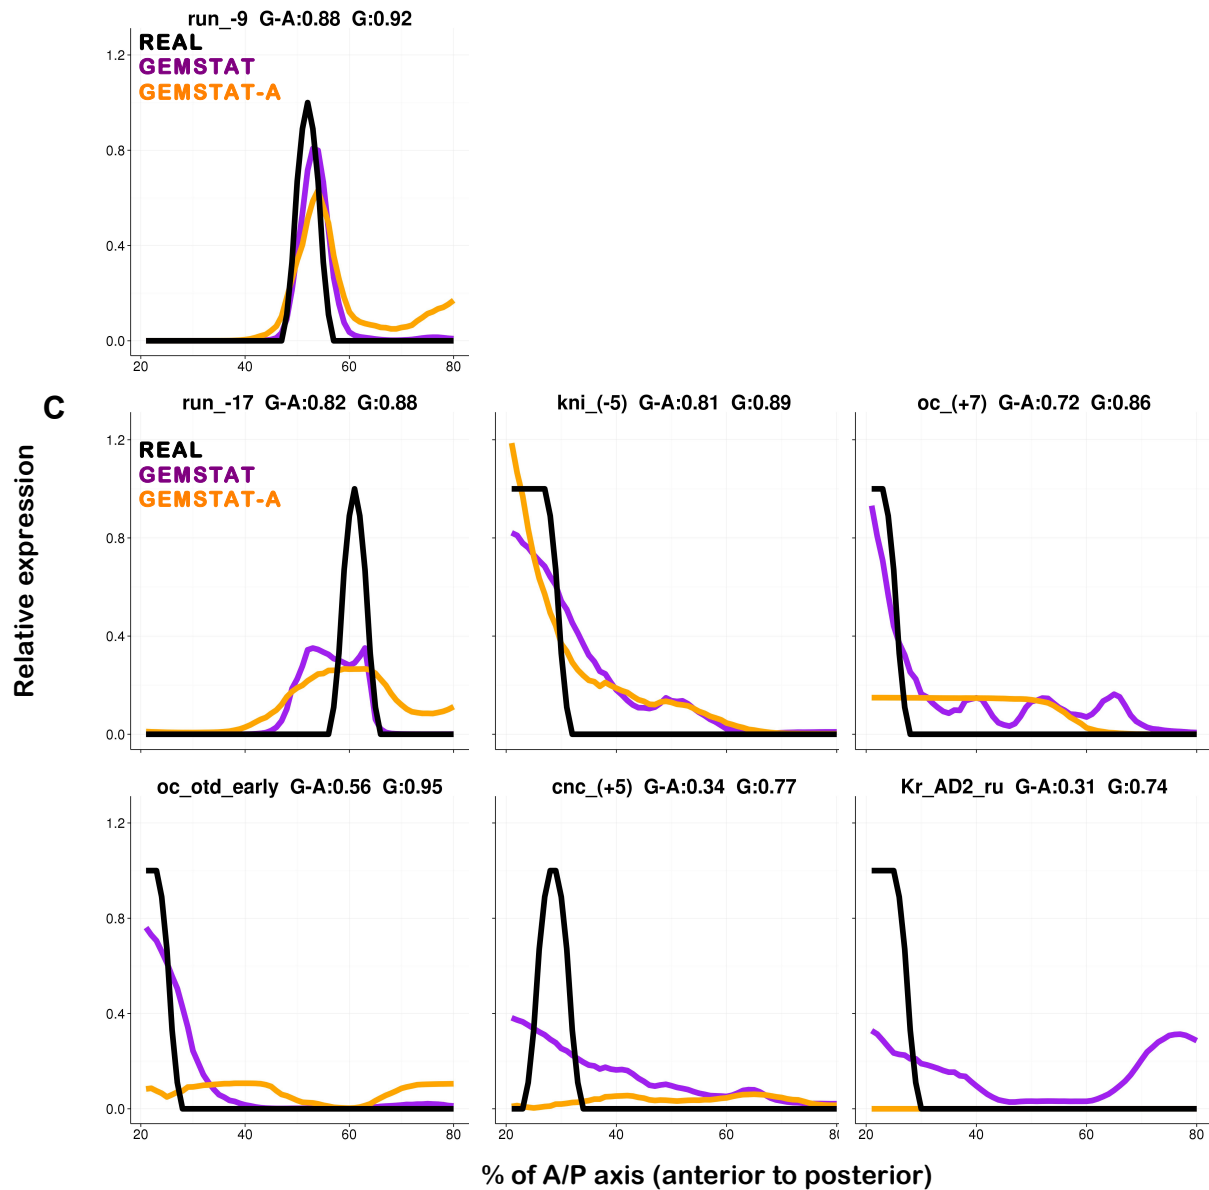 run_-9 G-A:0.88 G:0.92
REAL
GEMSTAT
GEMSTAT-A
1.2
0.8
0.4
0.0
20 40 60 80
C
run_-17 G-A:0.82 G:0.88
kni_(-5) G-A:0.81 G:0.89
oc_(+7) G-A:0.72 G:0.86
REAL
GEMSTAT
GEMSTAT-A
1.2
0.8
0.4
0.0
Relative expression
oc_otd_early G-A:0.56 G:0.95
cnc_(+5) G-A:0.34 G:0.77
Kr_AD2_ru G-A:0.31 G:0.74
1.2
0.8
0.4
0.0
20 40 60 80
20 40 60 8
20 40 60 80
% of A/P axis (anterior to posterior)